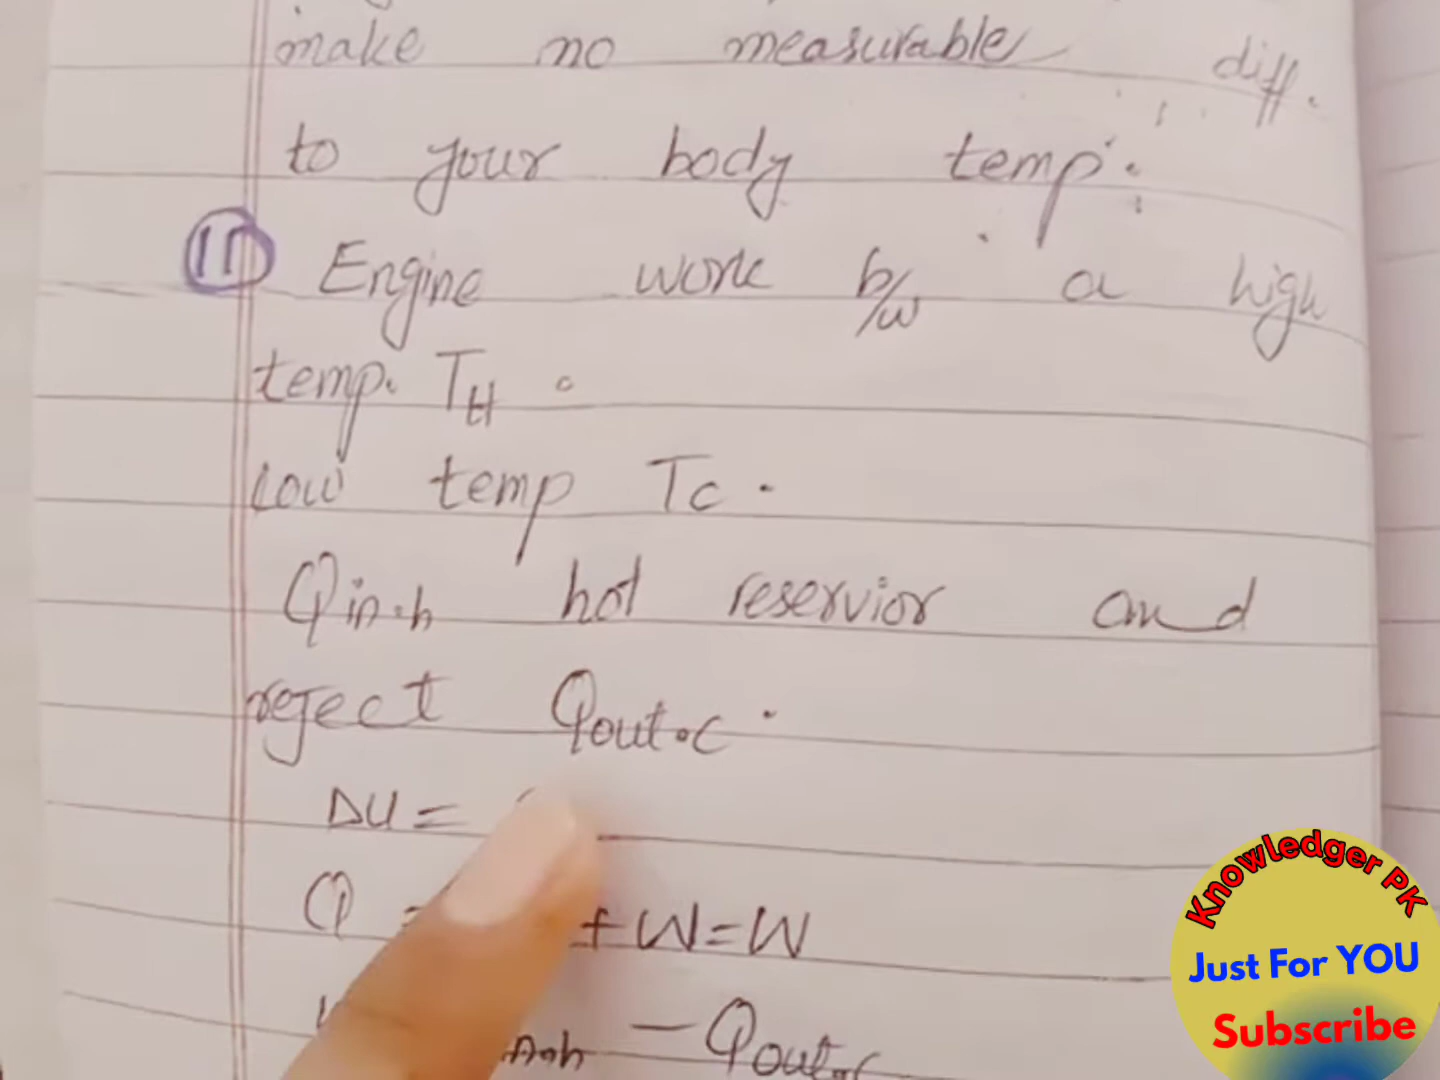 make no measurable diff.
to your body temp.
11 Engine work b/w a high
temp. TH .
Low temp Tc .
Qin.h hot reservior and
reject Qout.c .
ΔU =
Q = + W = W
- Qout.c
Knowledger PK
Just For YOU
Subscribe